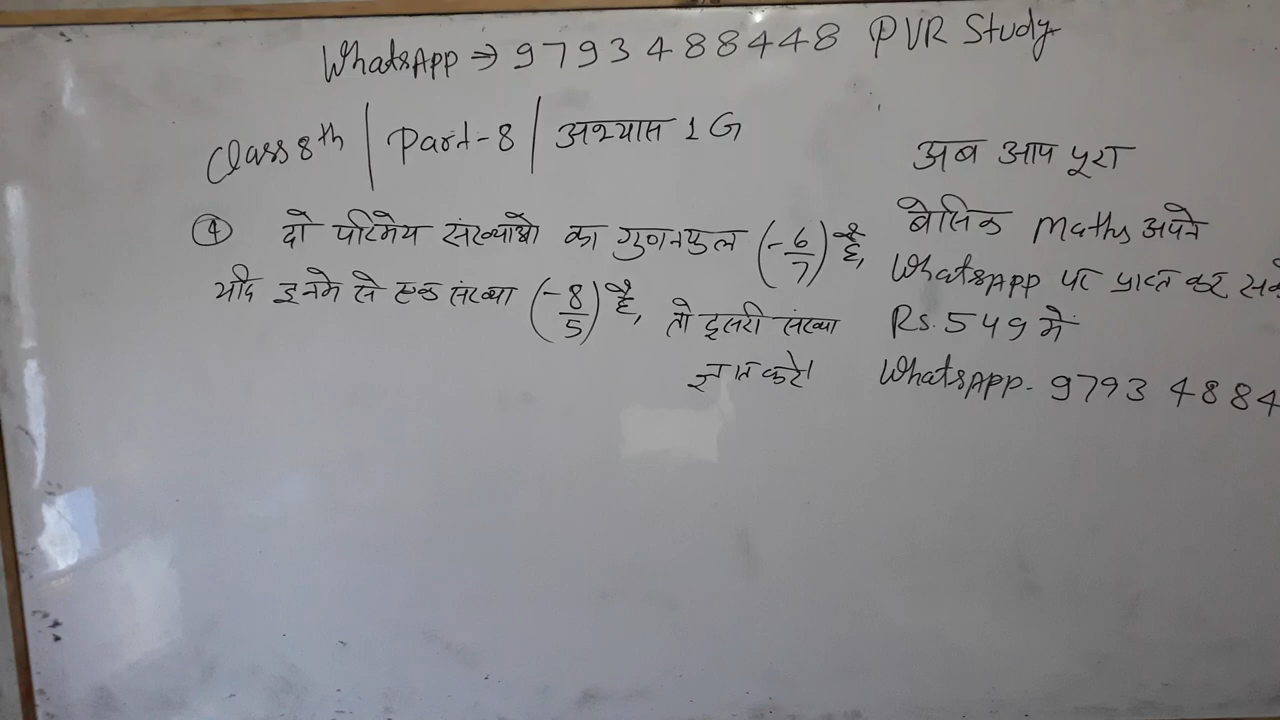 WhatsApp → 9793488448 PVR Study
Class 8th | Part-8 | अभ्यास 1G
④ दो परिमेय संख्याओ का गुणनफल (-6/7) है,
यदि इनमे से एक संख्या (-8/5) है, तो दूसरी संख्या
ज्ञात करे।
अब आप पूरा
बेसिक Maths अपने
WhatsApp पर प्राप्त कर सके
Rs. 549 में
WhatsApp - 9793 4884